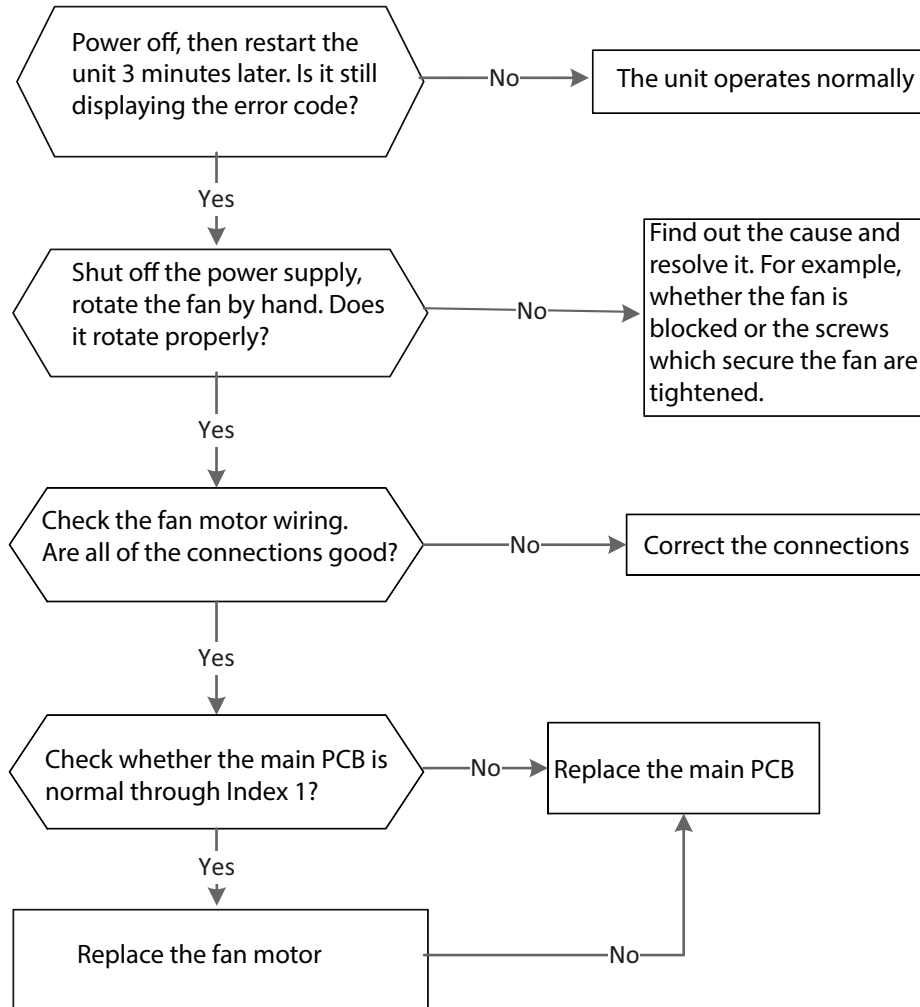 Power off, then restart the
unit 3 minutes later. Is it still
displaying the error code?
No
The unit operates normally
Yes
Shut off the power supply,
rotate the fan by hand. Does
it rotate properly?
No
Find out the cause and
resolve it. For example,
whether the fan is
blocked or the screws
which secure the fan are
tightened.
Yes
Check the fan motor wiring.
Are all of the connections good?
No
Correct the connections
Yes
Check whether the main PCB is
normal through Index 1?
No
Replace the main PCB
Yes
Replace the fan motor
No